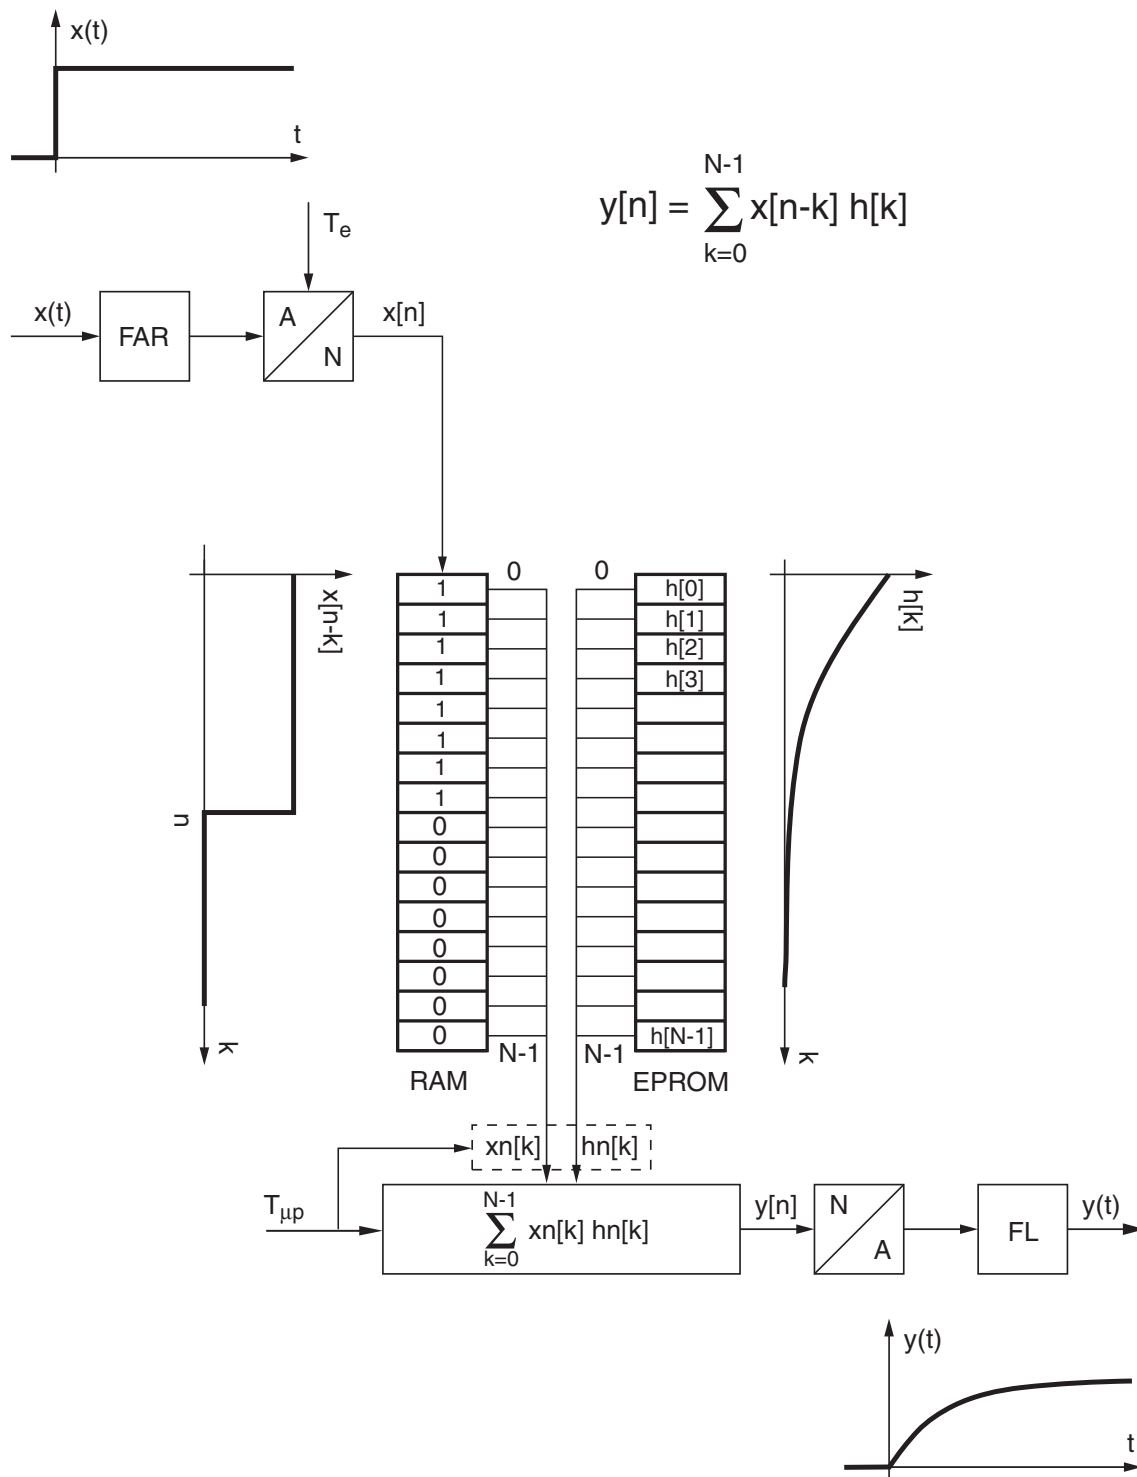 x(t)
t
y[n] = N-1 ∑ k=0 x[n-k] h[k]
Te
x(t)
FAR
A
N
x[n]
0
0
x[n-k]
n
k
1
1
1
1
1
1
1
1
0
0
0
0
0
0
0
0
h[0]
h[1]
h[2]
h[3]
h[N-1]
h[k]
k
N-1
N-1
RAM
EPROM
xn[k]
hn[k]
Tμp
N-1 ∑ k=0 xn[k] hn[k]
y[n]
N
A
FL
y(t)
y(t)
t